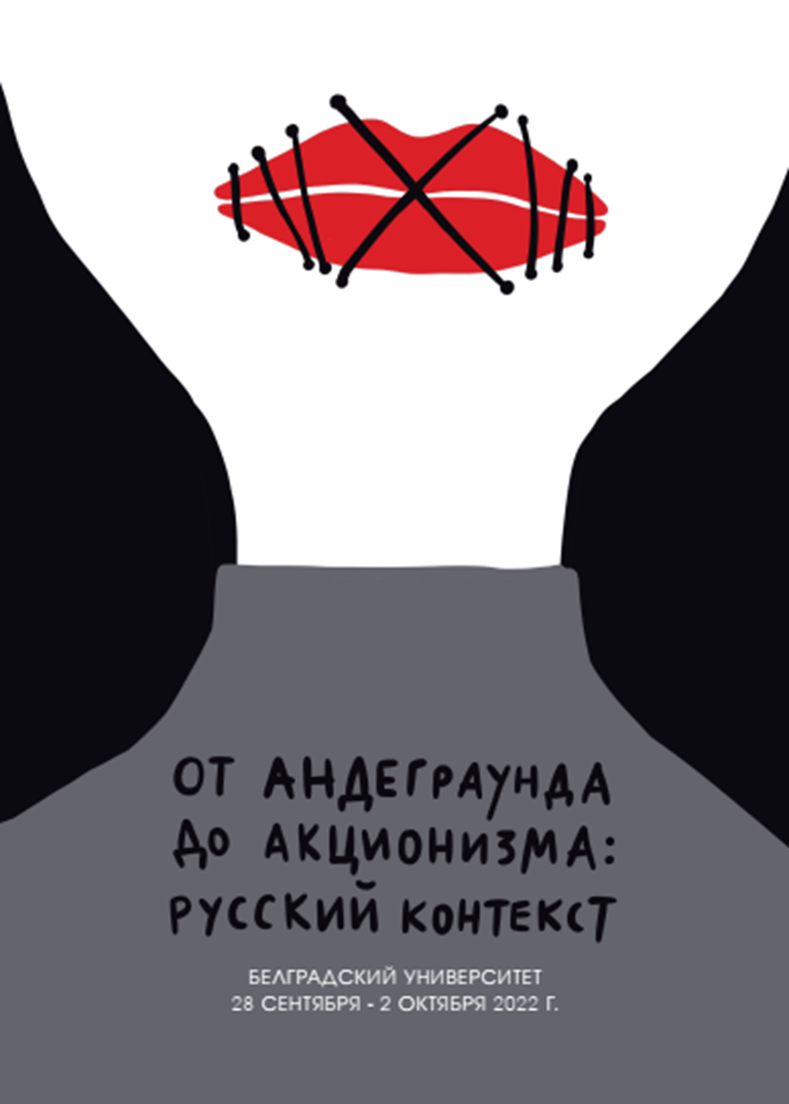 ОТ АНДЕГРАУНДА
ДО АКЦИОНИЗМА:
РУССКИЙ КОНТЕКСТ
БЕЛГРАДСКИЙ УНИВЕРСИТЕТ
28 СЕНТЯБРЯ - 2 ОКТЯБРЯ 2022 Г.